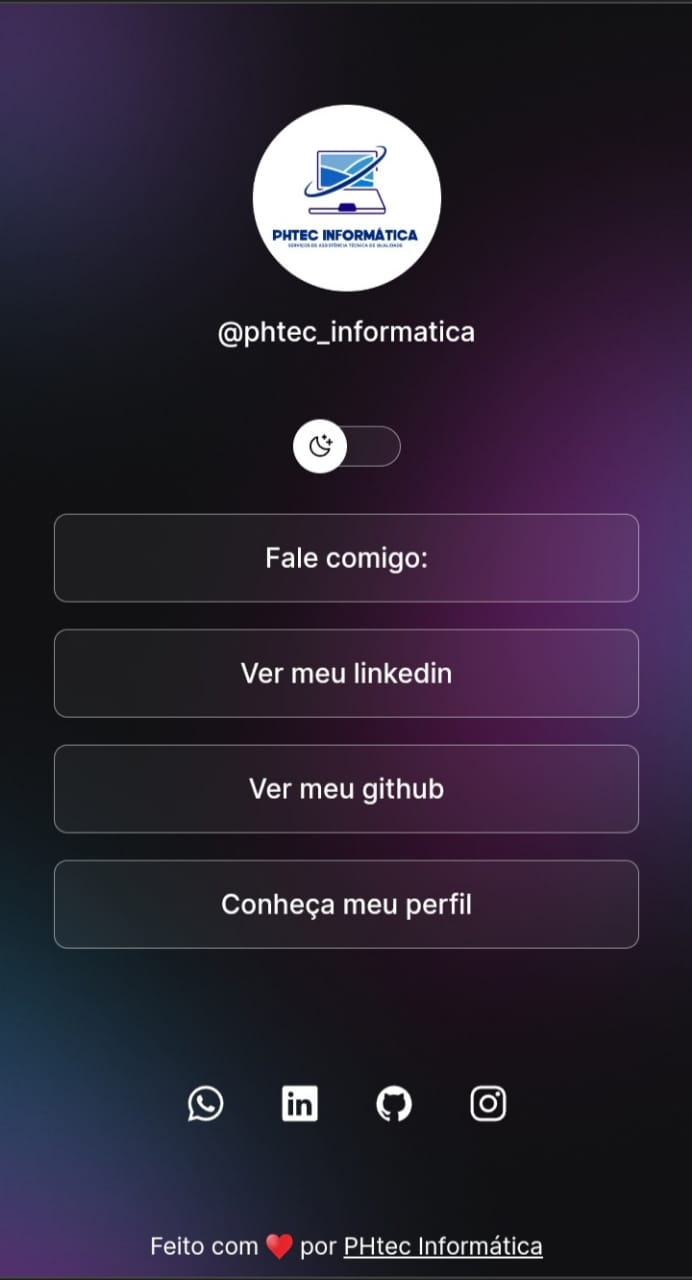 PHTEC INFORMÁTICA
SERVIÇOS DE ASSISTÊNCIA TÉCNICA DE QUALIDADE
@phtec_informatica
Fale comigo:
Ver meu linkedin
Ver meu github
Conheça meu perfil
in
Feito com ❤️ por PHtec Informática